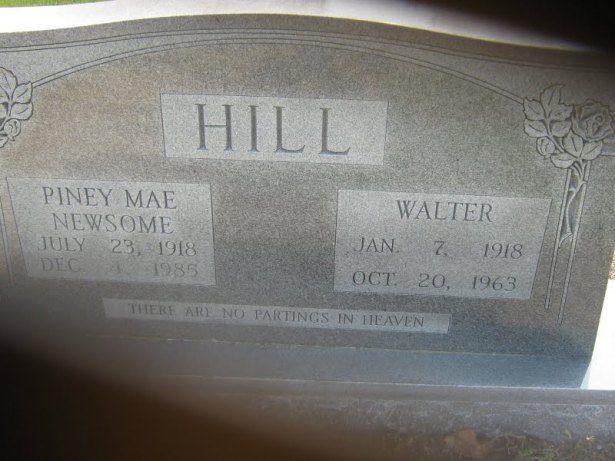 HILL
PINEY MAE
NEWSOME
JULY 23, 1918
DEC. 4, 1985
WALTER
JAN. 7, 1918
OCT. 20, 1963
THERE ARE NO PARTINGS IN HEAVEN